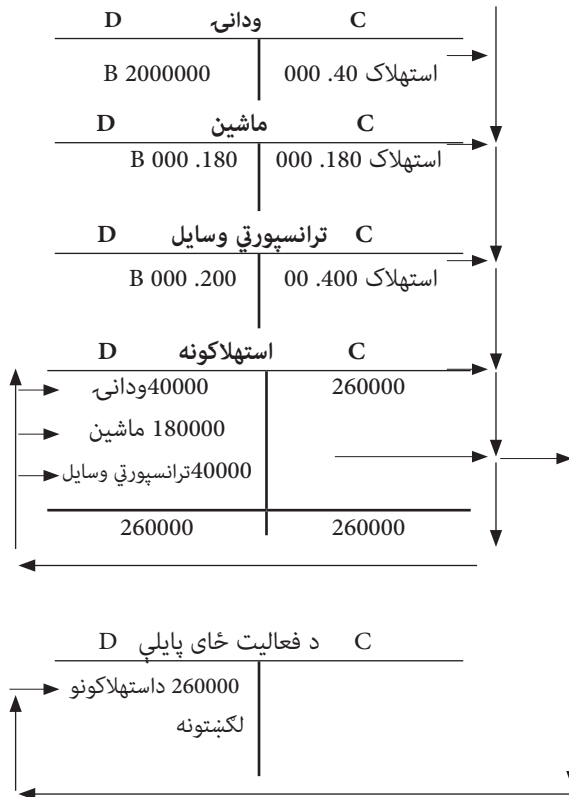 D ودانۍ C
B 2000000 استهلاک 40. 000
D ماشین C
B 000 .180 استهلاک 180. 000
D ترانسپورتي وسایل C
B 000 .200 استهلاک 400. 00
D استهلاکونه C
40000ودانۍ 260000
180000 ماشین
40000ترانسپورتي وسایل
260000 260000
D د فعالیت ځای پایلې C
260000 داستهلاکونو
لګښتونه